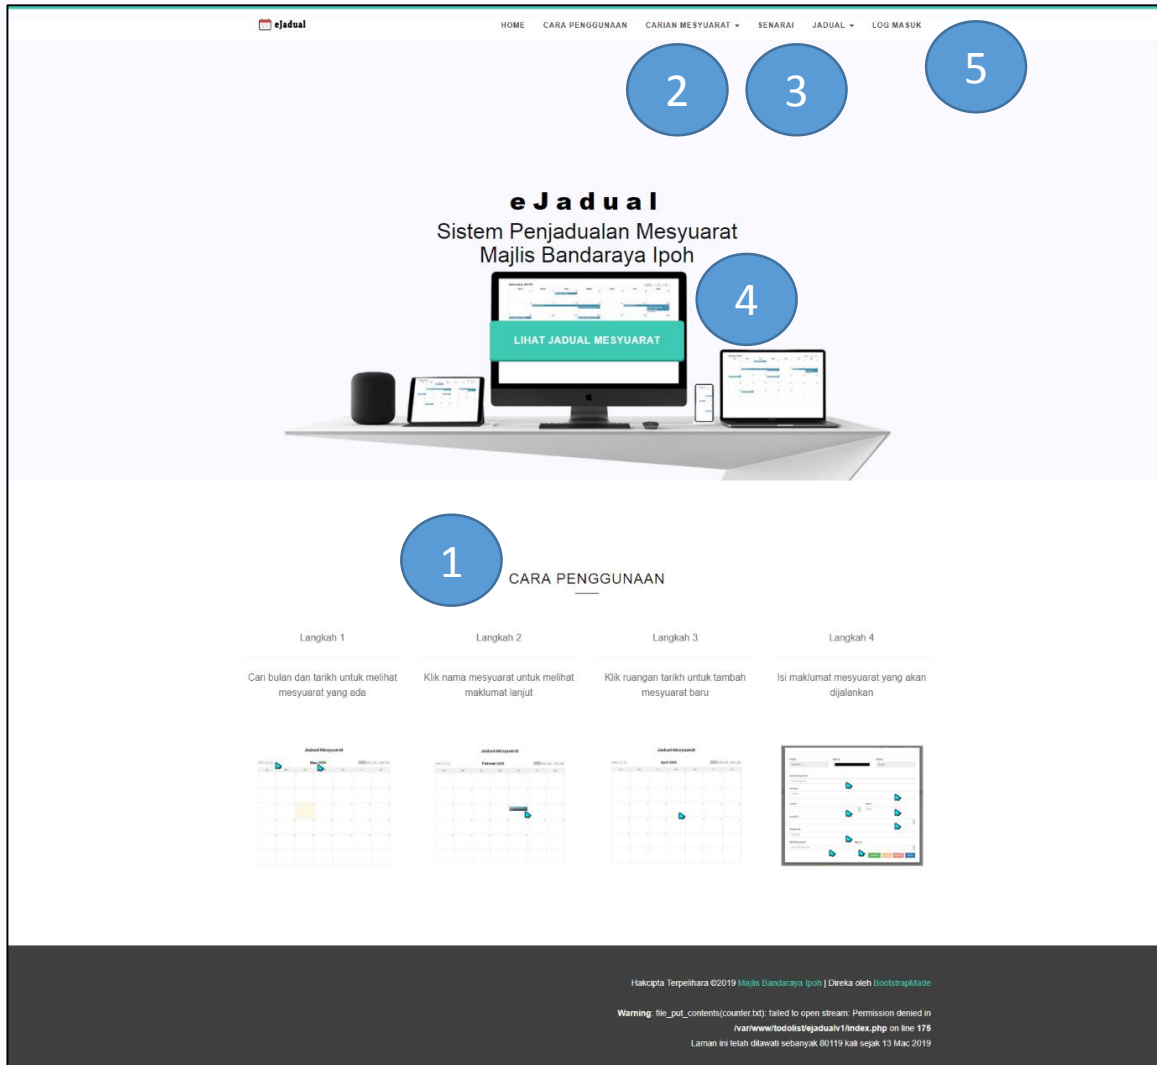 eJadual
HOME CARA PENGGUNAAN CARIAN MESYUARAT SENARAI JADUAL LOG MASUK
2 3 5
eJadual
Sistem Penjadualan Mesyuarat
Majlis Bandaraya Ipoh
4
LIHAT JADUAL MESYUARAT
1
CARA PENGGUNAAN
Langkah 1
Cari bulan dan tarikh untuk melihat
mesyuarat yang ada
Langkah 2
Klik nama mesyuarat untuk melihat
maklumat lanjut
Langkah 3
Klik ruangan tarikh untuk tambah
mesyuarat baru
Langkah 4
Isi maklumat mesyuarat yang akan
dijalankan
Jadual Mesyuarat
Jadual Mesyuarat
Februari 2019
Jadual Mesyuarat
April 2019
Hakcipta Terpelihara ©2019 Majlis Bandaraya Ipoh | Direka oleh BootstrapMade
Warning: file_put_contents(counter.txt): failed to open stream: Permission denied in
/var/www/todolist/ejadualv1/index.php on line 175
Laman ini telah dilawati sebanyak 80119 kali sejak 13 Mac 2019